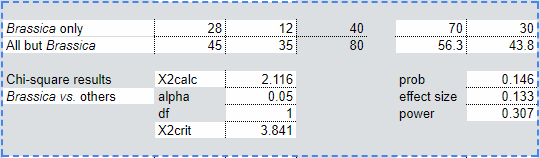 Brassica only 28 12 40 70 30
All but Brassica 45 35 80 56.3 43.8
Chi-square results X2calc 2.116 prob 0.146
Brassica vs. others alpha 0.05 effect size 0.133
df 1 power 0.307
X2crit 3.841